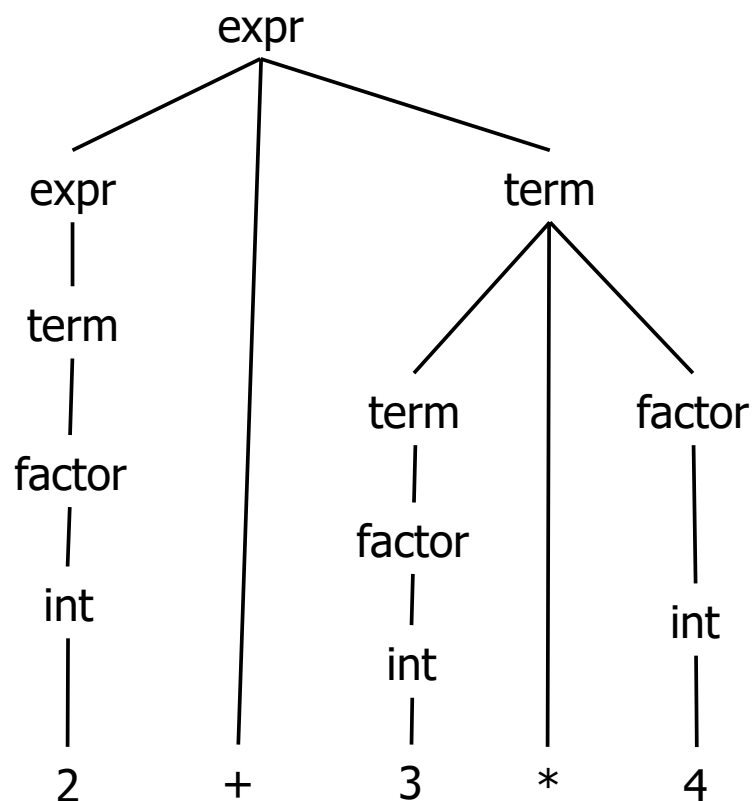 expr
expr term
term
term factor
factor
factor
int
int
int
2 + 3 * 4